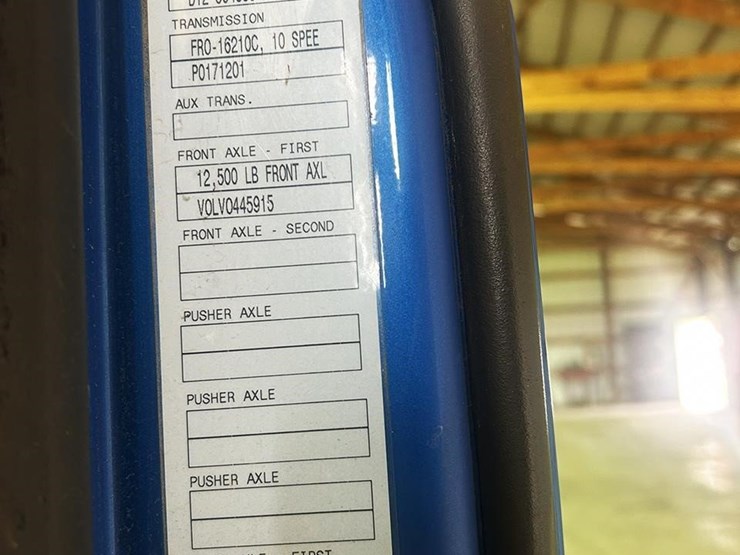 TRANSMISSION
FRO-16210C, 10 SPEE
P0171201
AUX TRANS.
FRONT AXLE - FIRST
12,500 LB FRONT AXL
VOLVO445915
FRONT AXLE - SECOND
PUSHER AXLE
PUSHER AXLE
PUSHER AXLE
FIRST